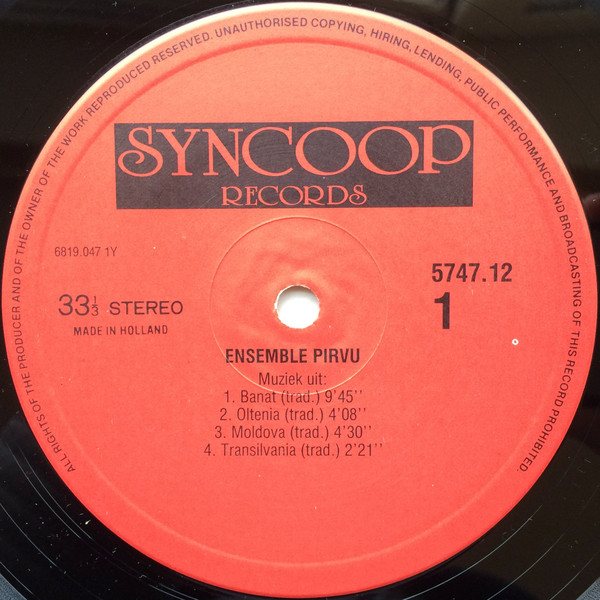 ALL RIGHTS OF THE PRODUCER AND OF THE OWNER OF THE WORK REPRODUCED RESERVED. UNAUTHORISED COPYING, HIRING, LENDING, PUBLIC PERFORMANCE AND BROADCASTING OF THIS RECORD PROHIBITED.
SYNCOOP
RECORDS
6819.047 1Y
5747.12
33⅓ STEREO
1
MADE IN HOLLAND
ENSEMBLE PIRVU
Muziek uit:
1. Banat (trad.) 9'45''
2. Oltenia (trad.) 4'08''
3. Moldova (trad.) 4'30''
4. Transilvania (trad.) 2'21''